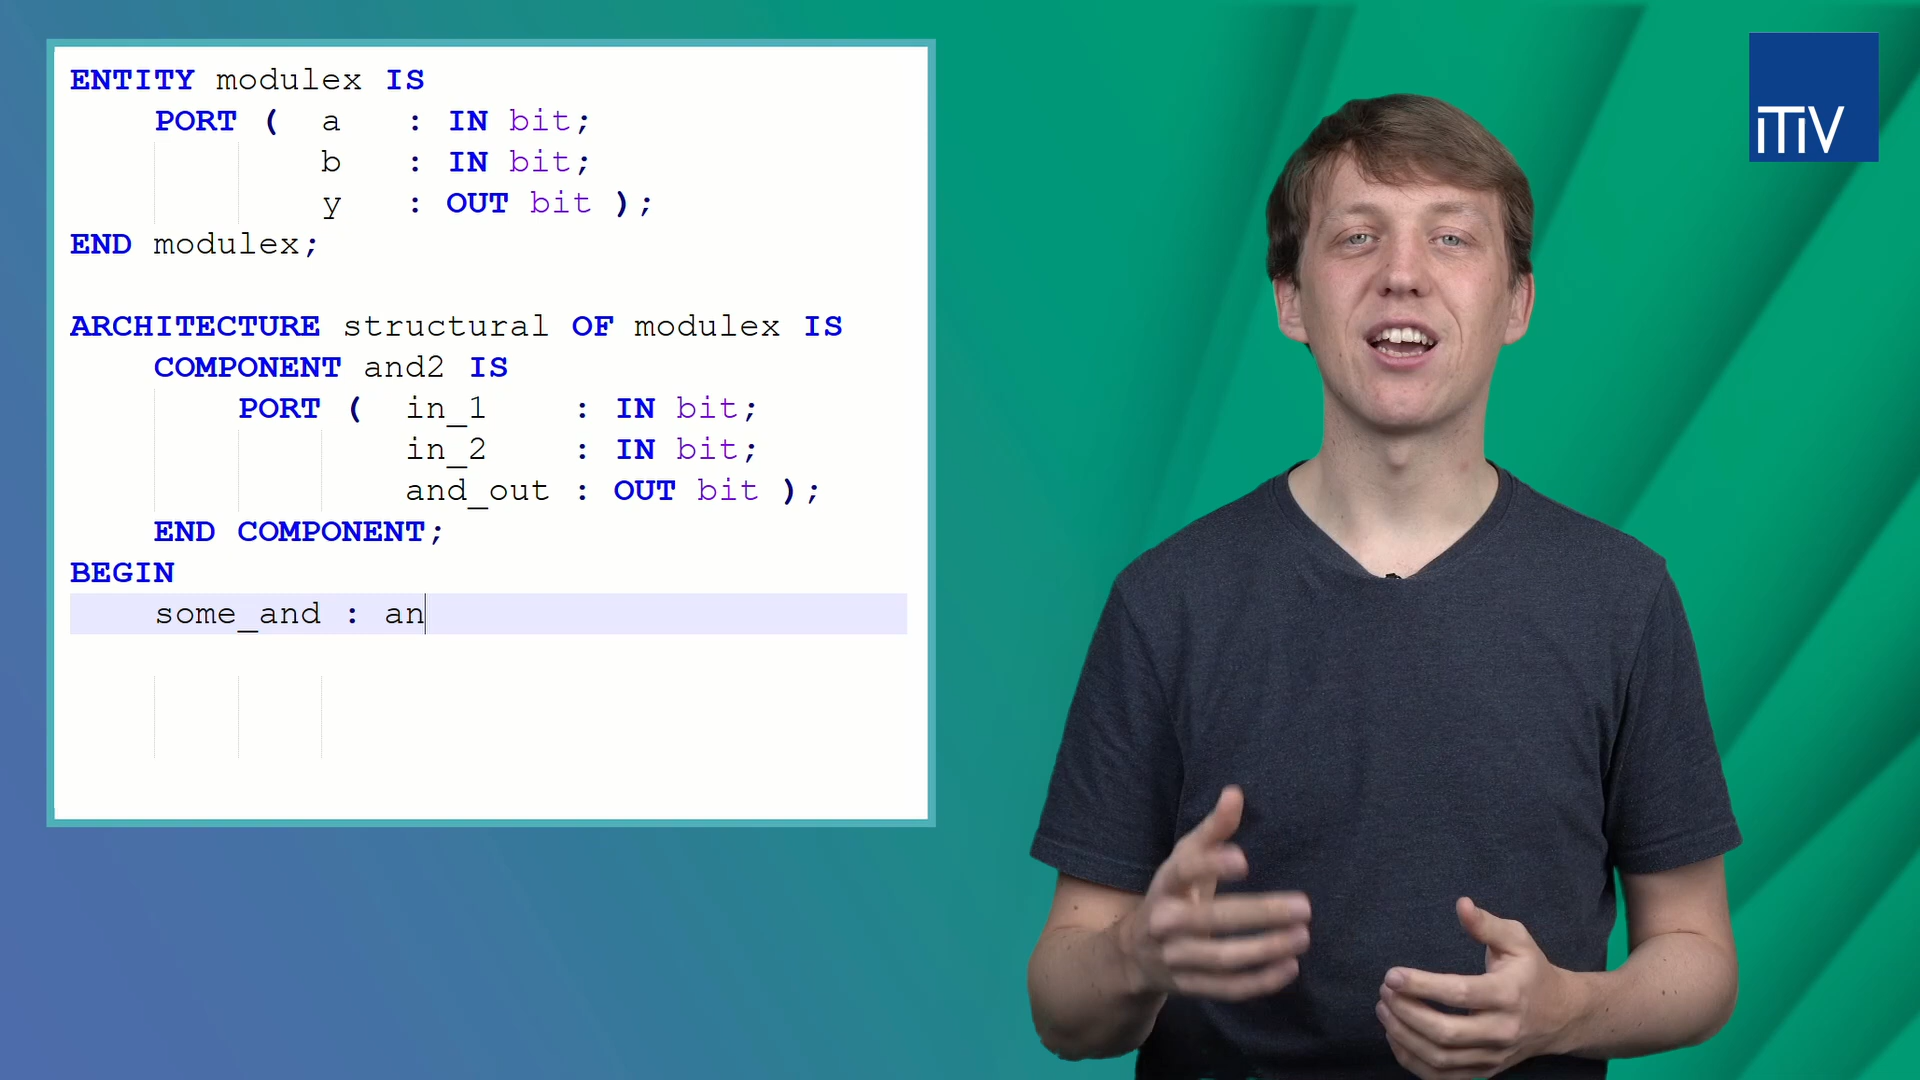 ENTITY modulex IS
PORT ( a : IN bit;
b : IN bit;
y : OUT bit );
END modulex;
ARCHITECTURE structural OF modulex IS
COMPONENT and2 IS
PORT ( in_1 : IN bit;
in_2 : IN bit;
and_out : OUT bit );
END COMPONENT;
BEGIN
some_and : an
iTiV